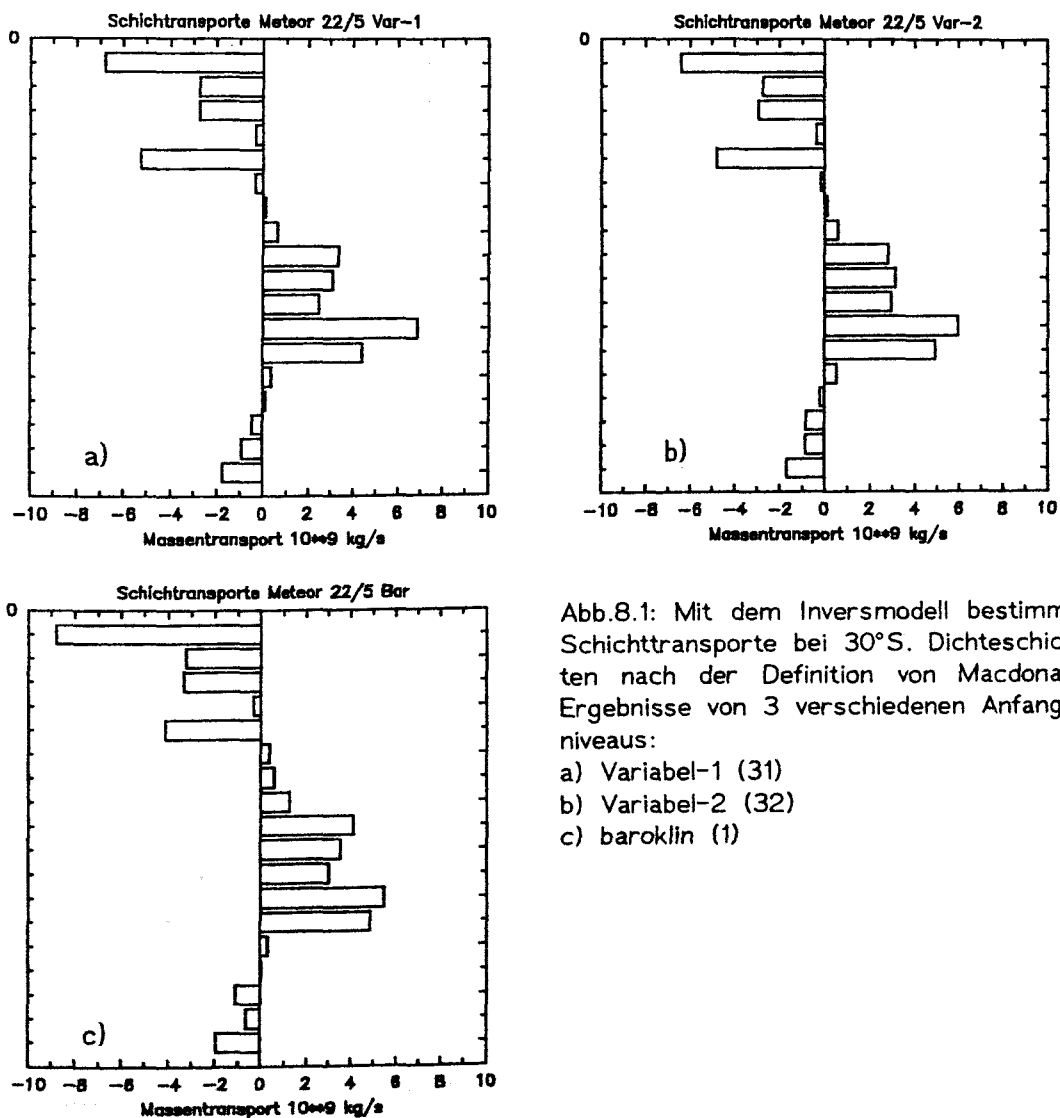 Schichtransporte Meteor 22/5 Var-1
0
a)
-10 -8 -6 -4 -2 0 2 4 6 8 10
Massentransport 10**9 kg/s
Schichtransporte Meteor 22/5 Var-2
0
b)
-10 -8 -6 -4 -2 0 2 4 6 8 10
Massentransport 10**9 kg/s
Schichtransporte Meteor 22/5 Bar
0
c)
-10 -8 -6 -4 -2 0 2 4 6 8 10
Massentransport 10**9 kg/s
Abb.8.1: Mit dem Inversmodell bestimm
Schichttransporte bei 30°S. Dichteschic
ten nach der Definition von Macdona
Ergebnisse von 3 verschiedenen Anfang
niveaus:
a) Variabel-1 (31)
b) Variabel-2 (32)
c) baroklin (1)